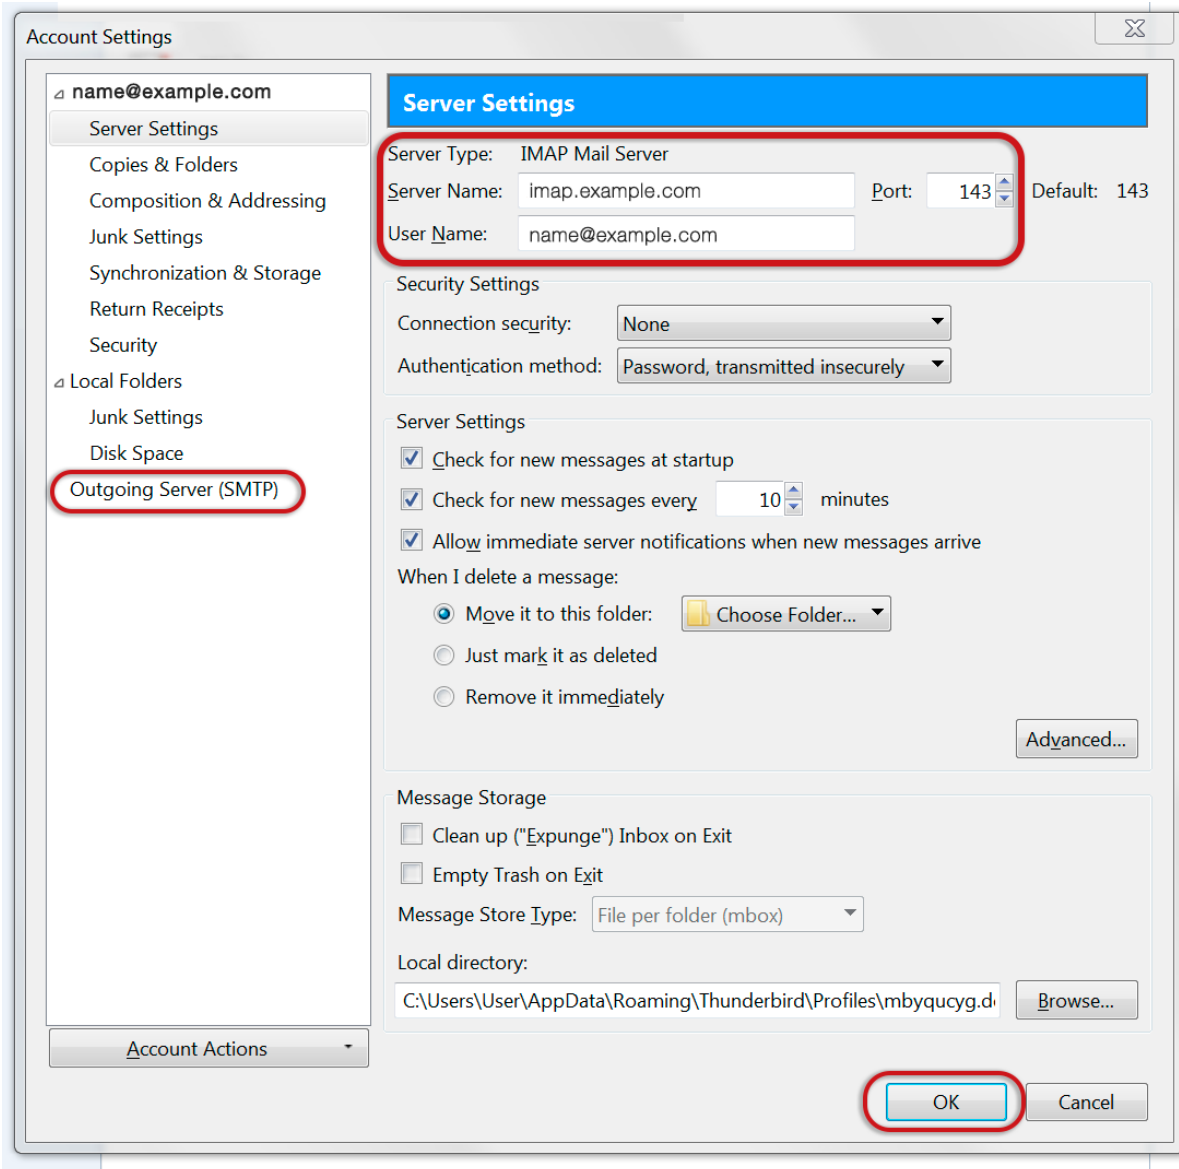 Account Settings
name@example.com
Server Settings
Copies & Folders
Composition & Addressing
Junk Settings
Synchronization & Storage
Return Receipts
Security
Local Folders
Junk Settings
Disk Space
Outgoing Server (SMTP)
Account Actions
Server Settings
Server Type: IMAP Mail Server
Server Name: imap.example.com Port: 143 Default: 143
User Name: name@example.com
Security Settings
Connection security: None
Authentication method: Password, transmitted insecurely
Server Settings
Check for new messages at startup
Check for new messages every 10 minutes
Allow immediate server notifications when new messages arrive
When I delete a message:
Move it to this folder: Choose Folder...
Just mark it as deleted
Remove it immediately
Advanced...
Message Storage
Clean up ("Expunge") Inbox on Exit
Empty Trash on Exit
Message Store Type: File per folder (mbox)
Local directory:
C:\Users\User\AppData\Roaming\Thunderbird\Profiles\mbyqucyg.d Browse...
OK Cancel